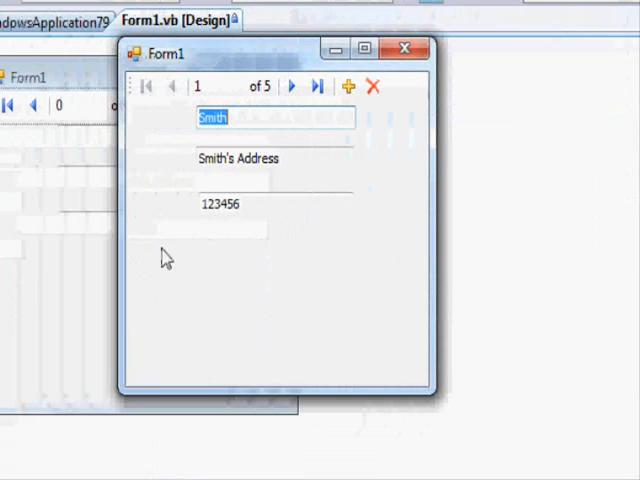 ndowsApplication79 Form1.vb [Design]
Form1
Form1
1 of 5
0
Smith
Smith's Address
123456